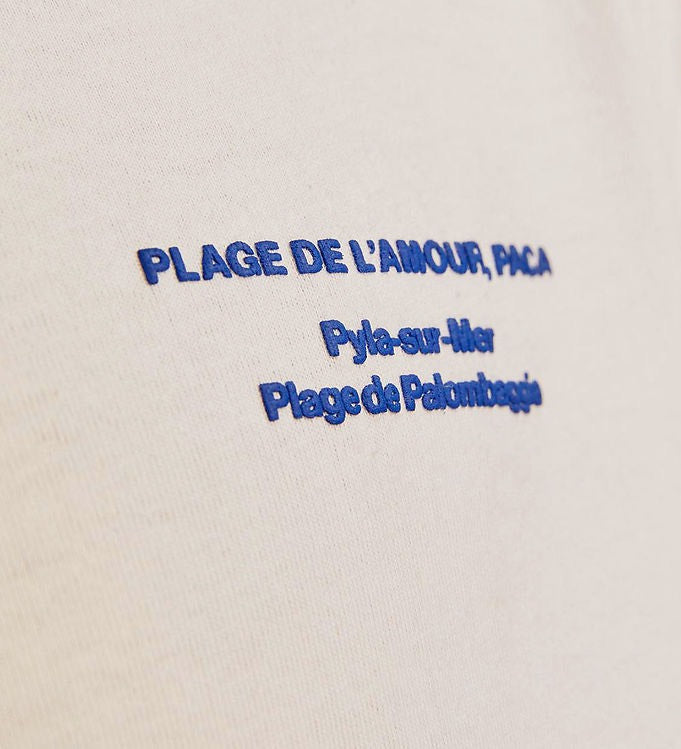 PLAGE DE L'AMOUR, PACA
Pyla-sur-Mer
Plage de Palombaggia